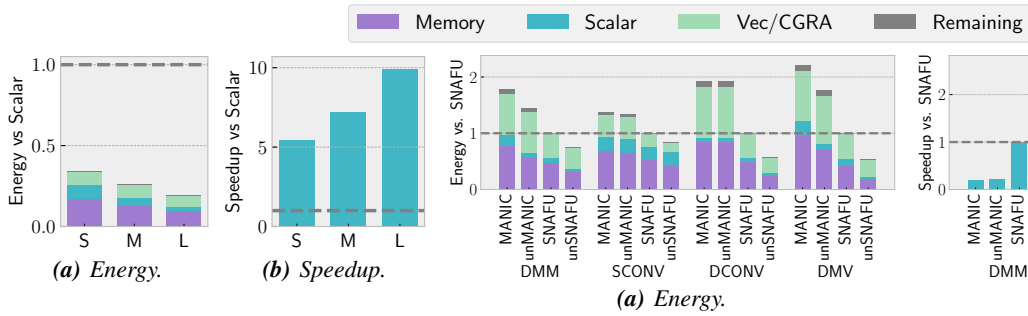 Memory Scalar Vec/CGRA Remaining
Energy vs Scalar
1.0
0.5
0.0
S M L
(a) Energy.
Speedup vs Scalar
10
5
0
S M L
(b) Speedup.
Energy vs. SNAFU
2
1
0
MANIC unMANIC SNAFU unSNAFU MANIC unMANIC SNAFU unSNAFU MANIC unMANIC SNAFU unSNAFU MANIC unMANIC SNAFU unSNAFU
DMM SCONV DCONV DMV
(a) Energy.
Speedup vs. SNAFU
2
1
0
MANIC unMANIC SNAFU
DMM